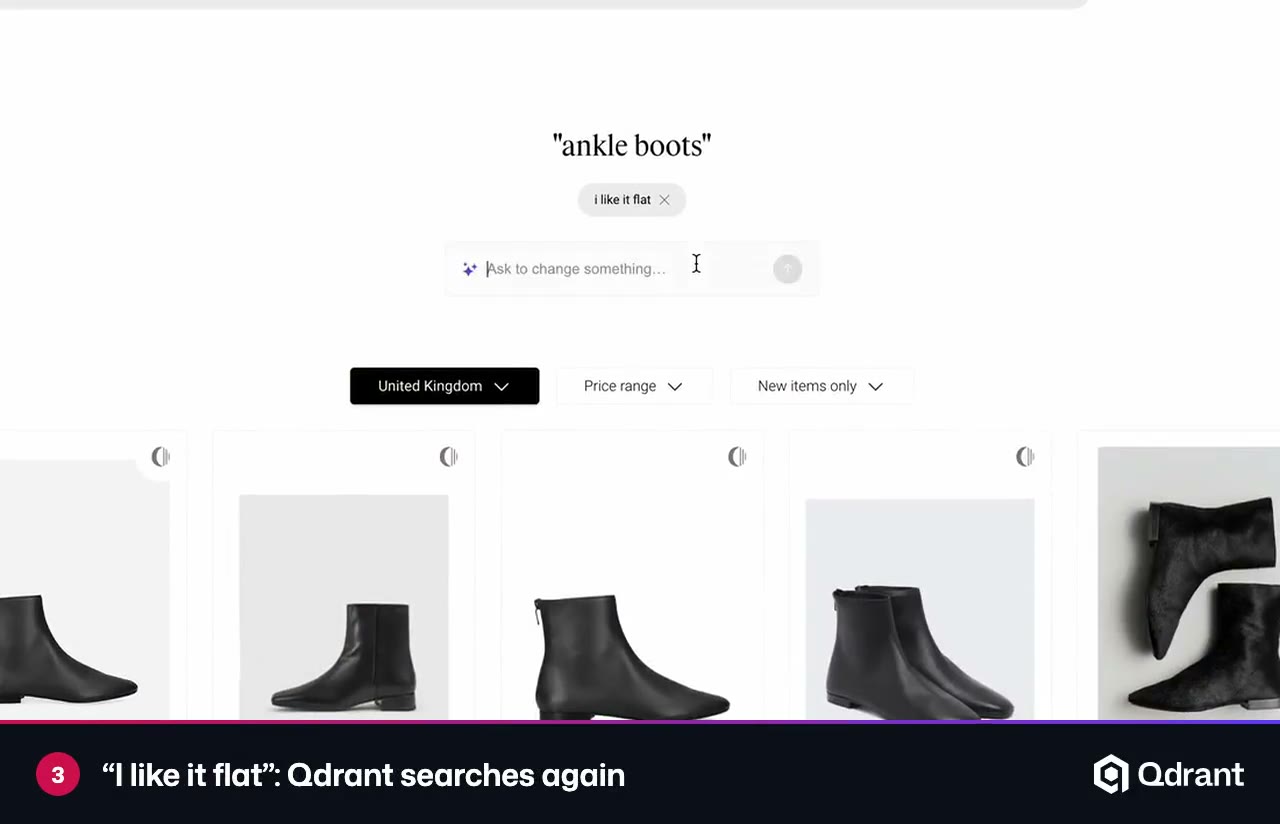 "ankle boots"
i like it flat
Ask to change something...
United Kingdom
Price range
New items only
3
“I like it flat”: Qdrant searches again
Qdrant